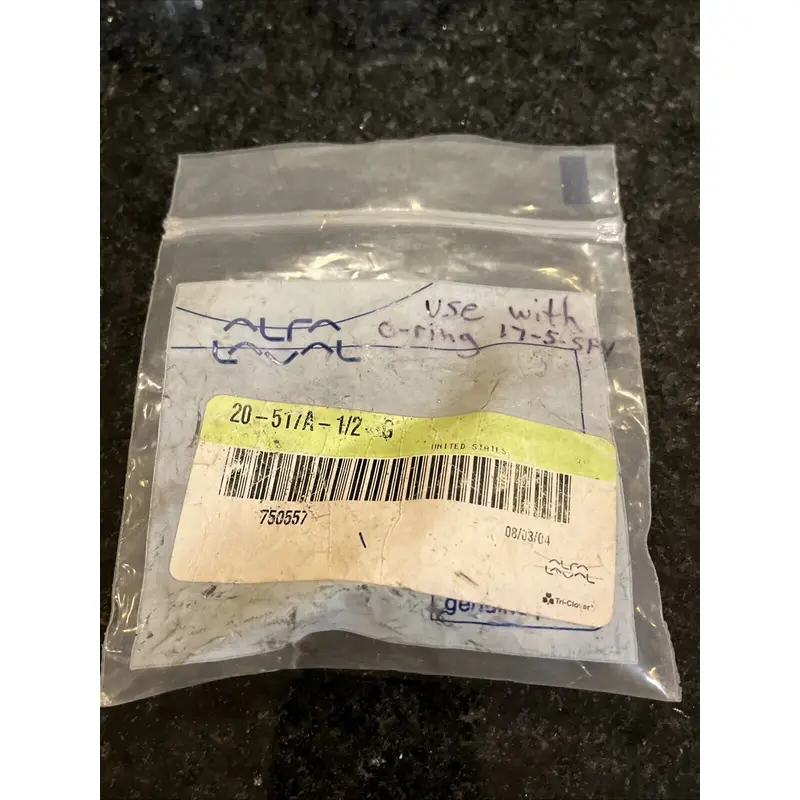 use with
o-ring 17-5-SFY
ALFA
LAVAL
20-517A-1/2-G
UNITED STATES
750557
08/03/04
ALFA
LAVAL
Tri-Clover